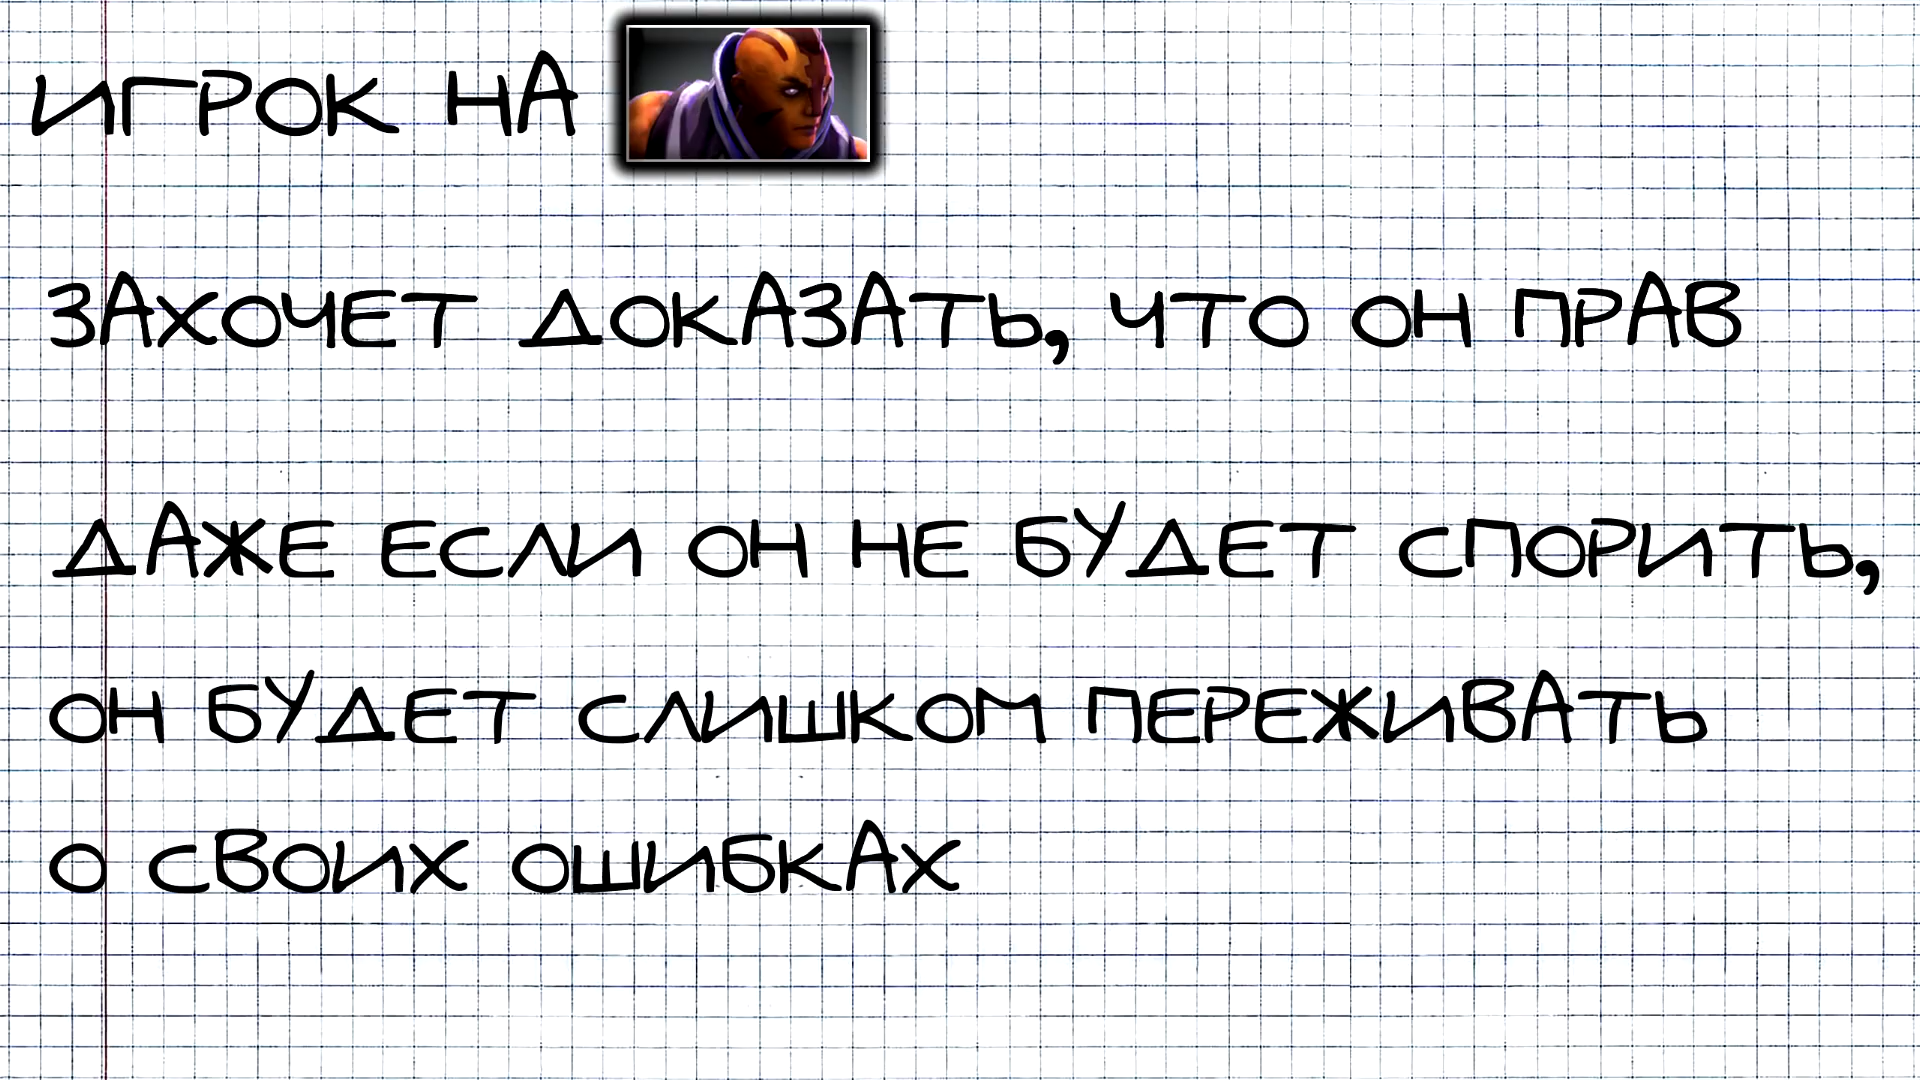 ИГРОК НА
ЗАХОЧЕТ ДОКАЗАТЬ, ЧТО ОН ПРАВ
ДАЖЕ ЕСЛИ ОН НЕ БУДЕТ СПОРИТЬ,
ОН БУДЕТ СЛИШКОМ ПЕРЕЖИВАТЬ
О СВОИХ ОШИБКАХ